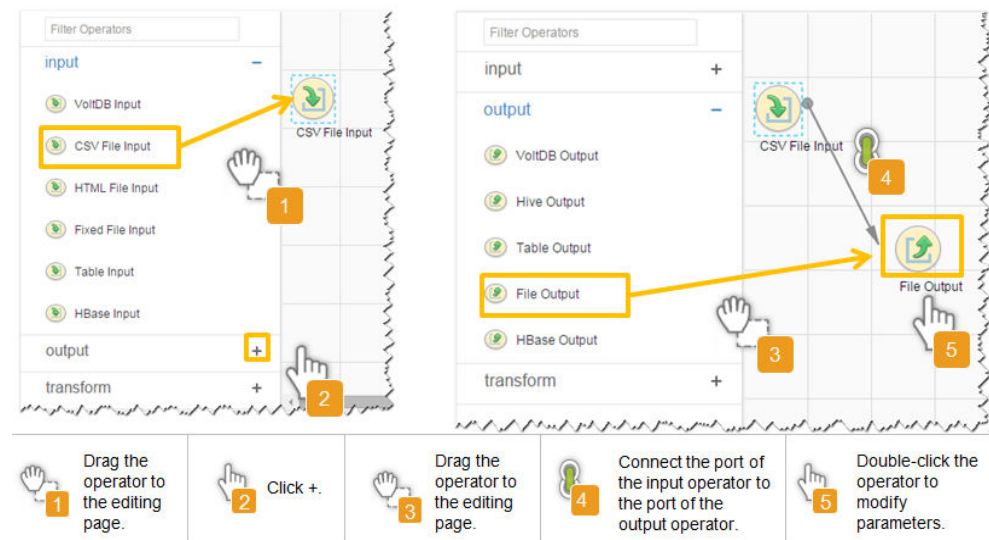 Filter Operators
input
−
VoltDB Input
CSV File Input
HTML File Input
Fixed File Input
Table Input
HBase Input
output
+
transform
+
CSV File Input
1
2
Filter Operators
input
+
output
−
VoltDB Output
Hive Output
Table Output
File Output
HBase Output
transform
+
CSV File Input
4
File Output
3
5
1
Drag the
operator to
the editing
page.
2
Click +.
3
Drag the
operator to
the editing
page.
4
Connect the port of
the input operator to
the port of the
output operator.
5
Double-click the
operator to
modify
parameters.